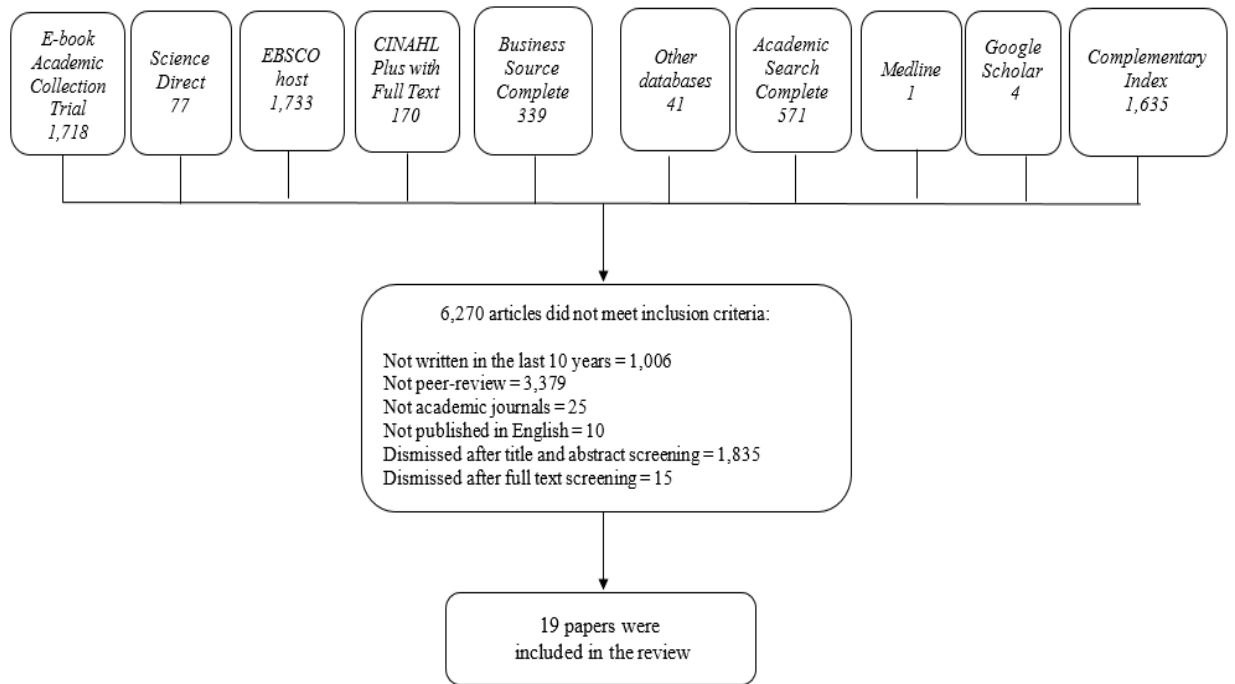 E-book
Academic
Collection
Trial
1,718
Science
Direct
77
EBSCO
host
1,733
CINAHL
Plus with
Full Text
170
Business
Source
Complete
339
Other
databases
41
Academic
Search
Complete
571
Medline
1
Google
Scholar
4
Complementary
Index
1,635
6,270 articles did not meet inclusion criteria:
Not written in the last 10 years = 1,006
Not peer-review = 3,379
Not academic journals = 25
Not published in English = 10
Dismissed after title and abstract screening = 1,835
Dismissed after full text screening = 15
19 papers were
included in the review